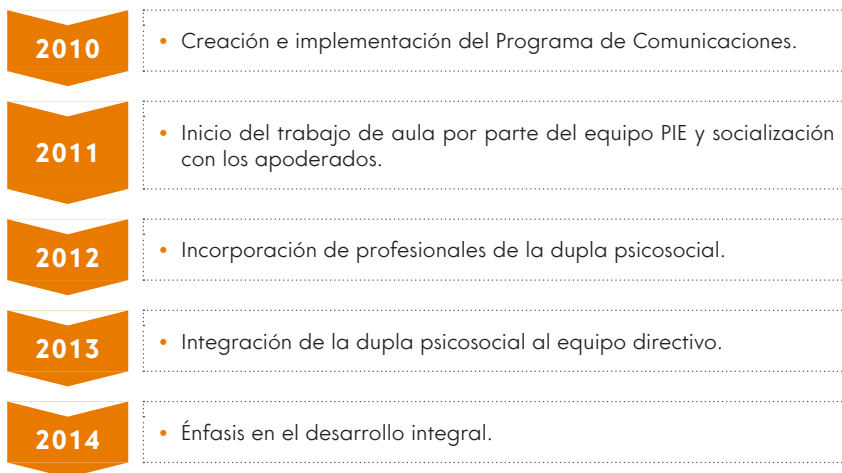 2010
• Creación e implementación del Programa de Comunicaciones.
2011
• Inicio del trabajo de aula por parte del equipo PIE y socialización
con los apoderados.
2012
• Incorporación de profesionales de la dupla psicosocial.
2013
• Integración de la dupla psicosocial al equipo directivo.
2014
• Énfasis en el desarrollo integral.